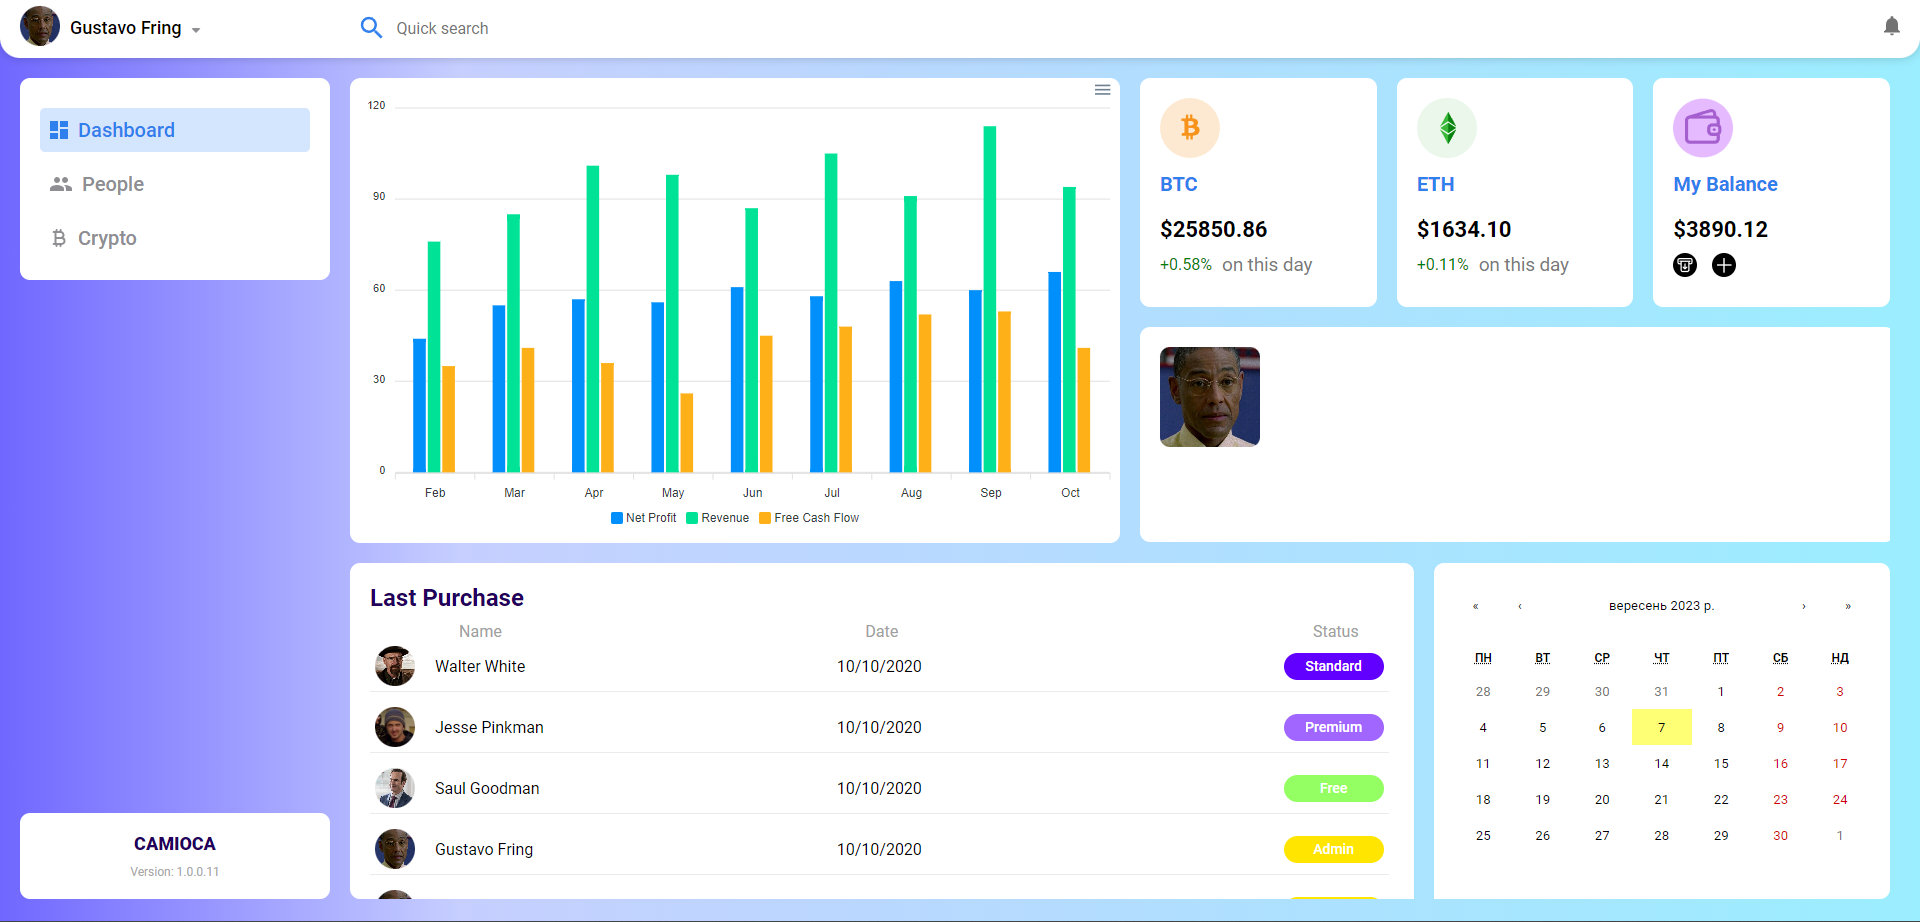 Gustavo Fring
Quick search
Dashboard
People
Crypto
CAMIOCA
Version: 1.0.0.11
120
90
60
30
0
Feb Mar Apr May Jun Jul Aug Sep Oct
Net Profit Revenue Free Cash Flow
BTC
$25850.86
+0.58% on this day
ETH
$1634.10
+0.11% on this day
My Balance
$3890.12
Last Purchase
Name Date Status
Walter White 10/10/2020 Standard
Jesse Pinkman 10/10/2020 Premium
Saul Goodman 10/10/2020 Free
Gustavo Fring 10/10/2020 Admin
« ‹ вересень 2023 р. › »
ПН ВТ СР ЧТ ПТ СБ НД
28 29 30 31 1 2 3
4 5 6 7 8 9 10
11 12 13 14 15 16 17
18 19 20 21 22 23 24
25 26 27 28 29 30 1